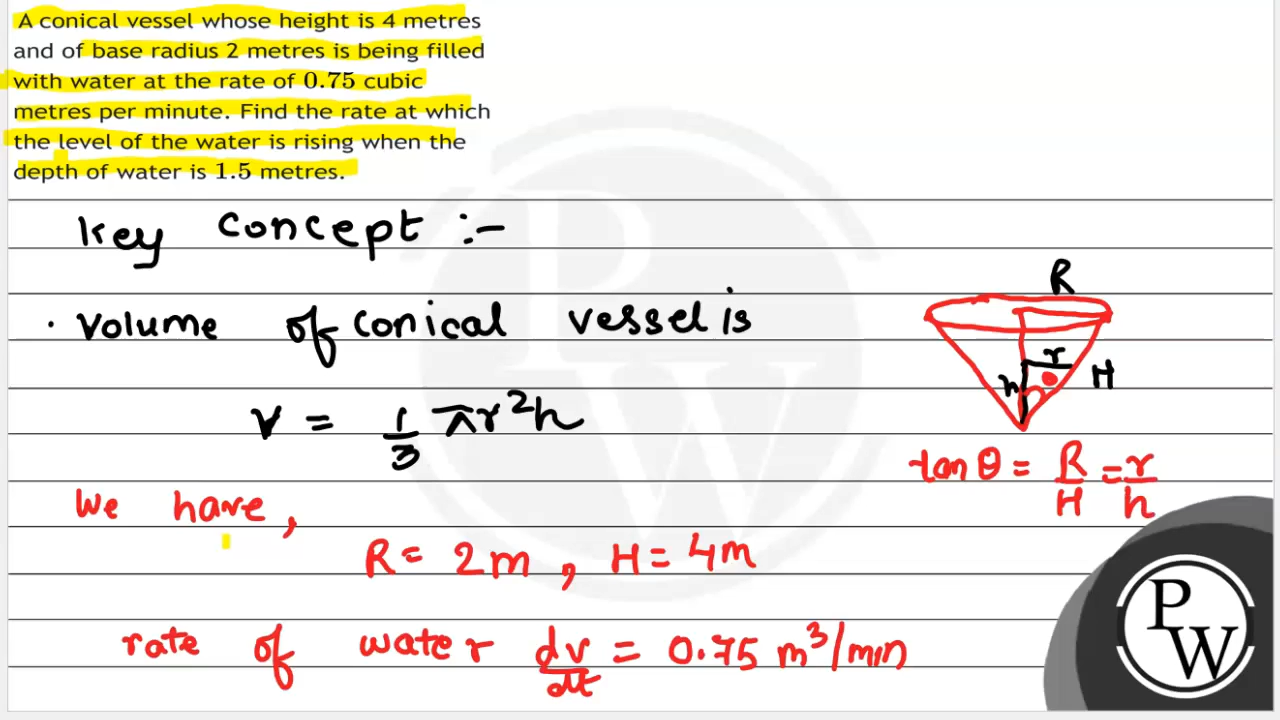 A conical vessel whose height is 4 metres
and of base radius 2 metres is being filled
with water at the rate of 0.75 cubic
metres per minute. Find the rate at which
the level of the water is rising when the
depth of water is 1.5 metres.
Key concept :-
• Volume of conical vessel is
V = 1/3 πr²h
R
r
h
H
tan θ = R/H = r/h
We have,
R = 2m, H = 4m
rate of water dv/dt = 0.75 m³/min
PW
PW